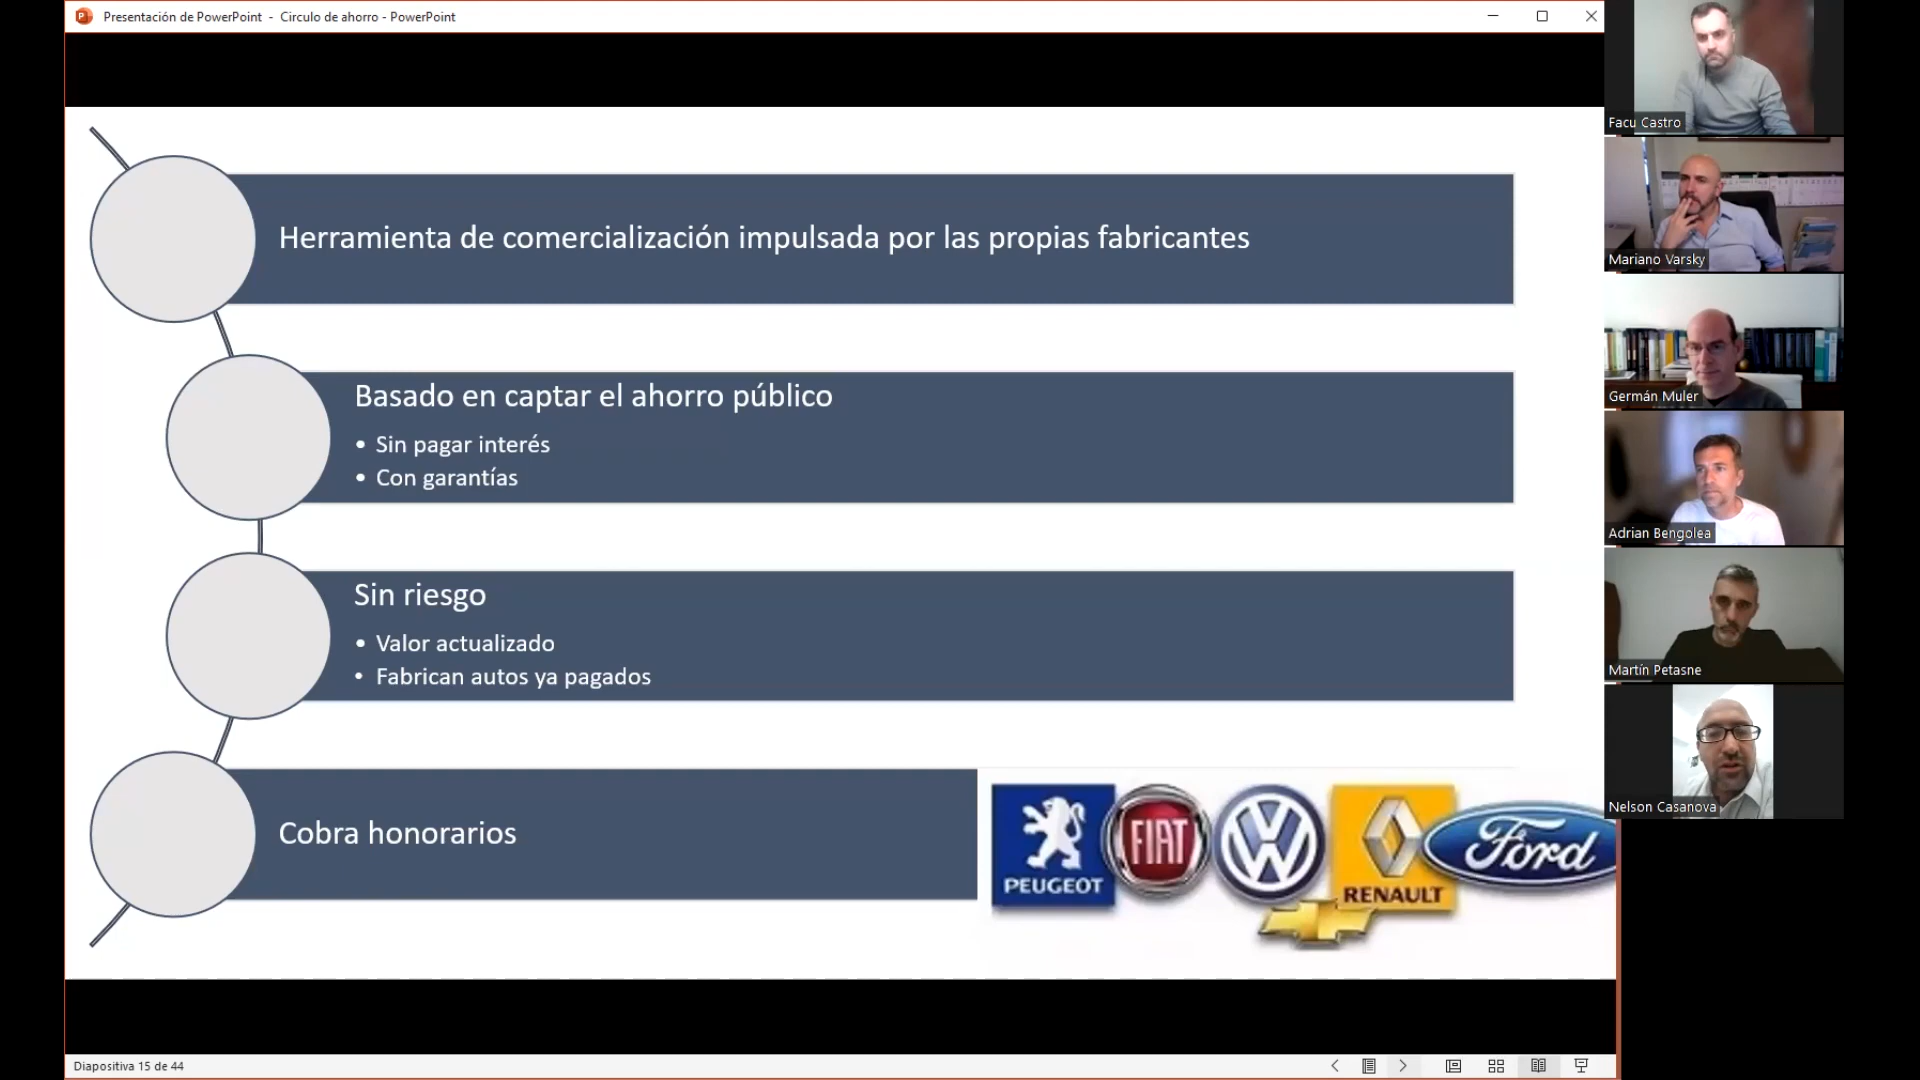 Presentación de PowerPoint - Circulo de ahorro - PowerPoint
Herramienta de comercialización impulsada por las propias fabricantes
Basado en captar el ahorro público
• Sin pagar interés
• Con garantías
Sin riesgo
• Valor actualizado
• Fabrican autos ya pagados
Cobra honorarios
PEUGEOT
FIAT
RENAULT
Ford
Diapositiva 15 de 44
Facu Castro
Mariano Varsky
Germán Muler
Adrian Bengolea
Martín Petasne
Nelson Casanova